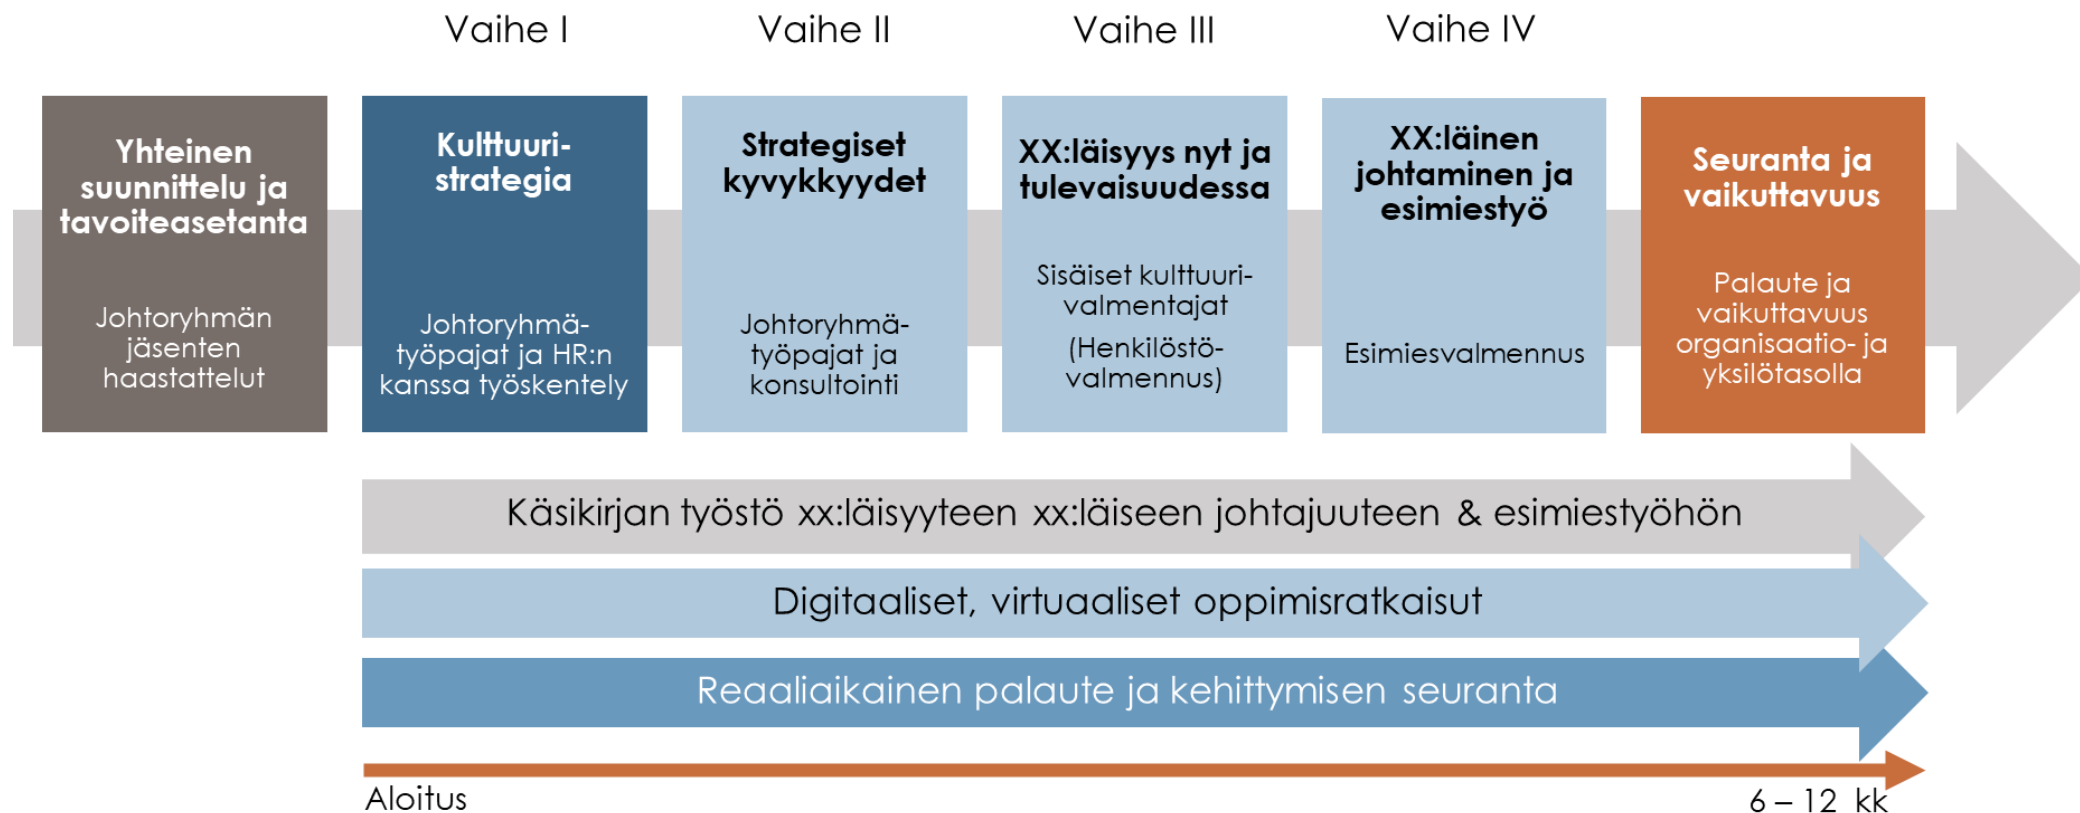 Vaihe I
Vaihe II
Vaihe III
Vaihe IV
Yhteinen
suunnittelu ja
tavoiteasetanta
Johtoryhmän
jäsenten
haastattelut
Kulttuuri-
strategia
Johtoryhmä-
työpajat ja HR:n
kanssa työskentely
Strategiset
kyvykkyydet
Johtoryhmä-
työpajat ja
konsultointi
XX:läisyys nyt ja
tulevaisuudessa
Sisäiset kulttuuri-
valmentajat
(Henkilöstö-
valmennus)
XX:läinen
johtaminen ja
esimiestyö
Esimiesvalmennus
Seuranta ja
vaikuttavuus
Palaute ja
vaikuttavuus
organisaatio- ja
yksilötasolla
Käsikirjan työstö xx:läisyyteen xx:läiseen johtajuuteen & esimiestyöhön
Digitaaliset, virtuaaliset oppimisratkaisut
Reaaliaikainen palaute ja kehittymisen seuranta
Aloitus
6 – 12 kk